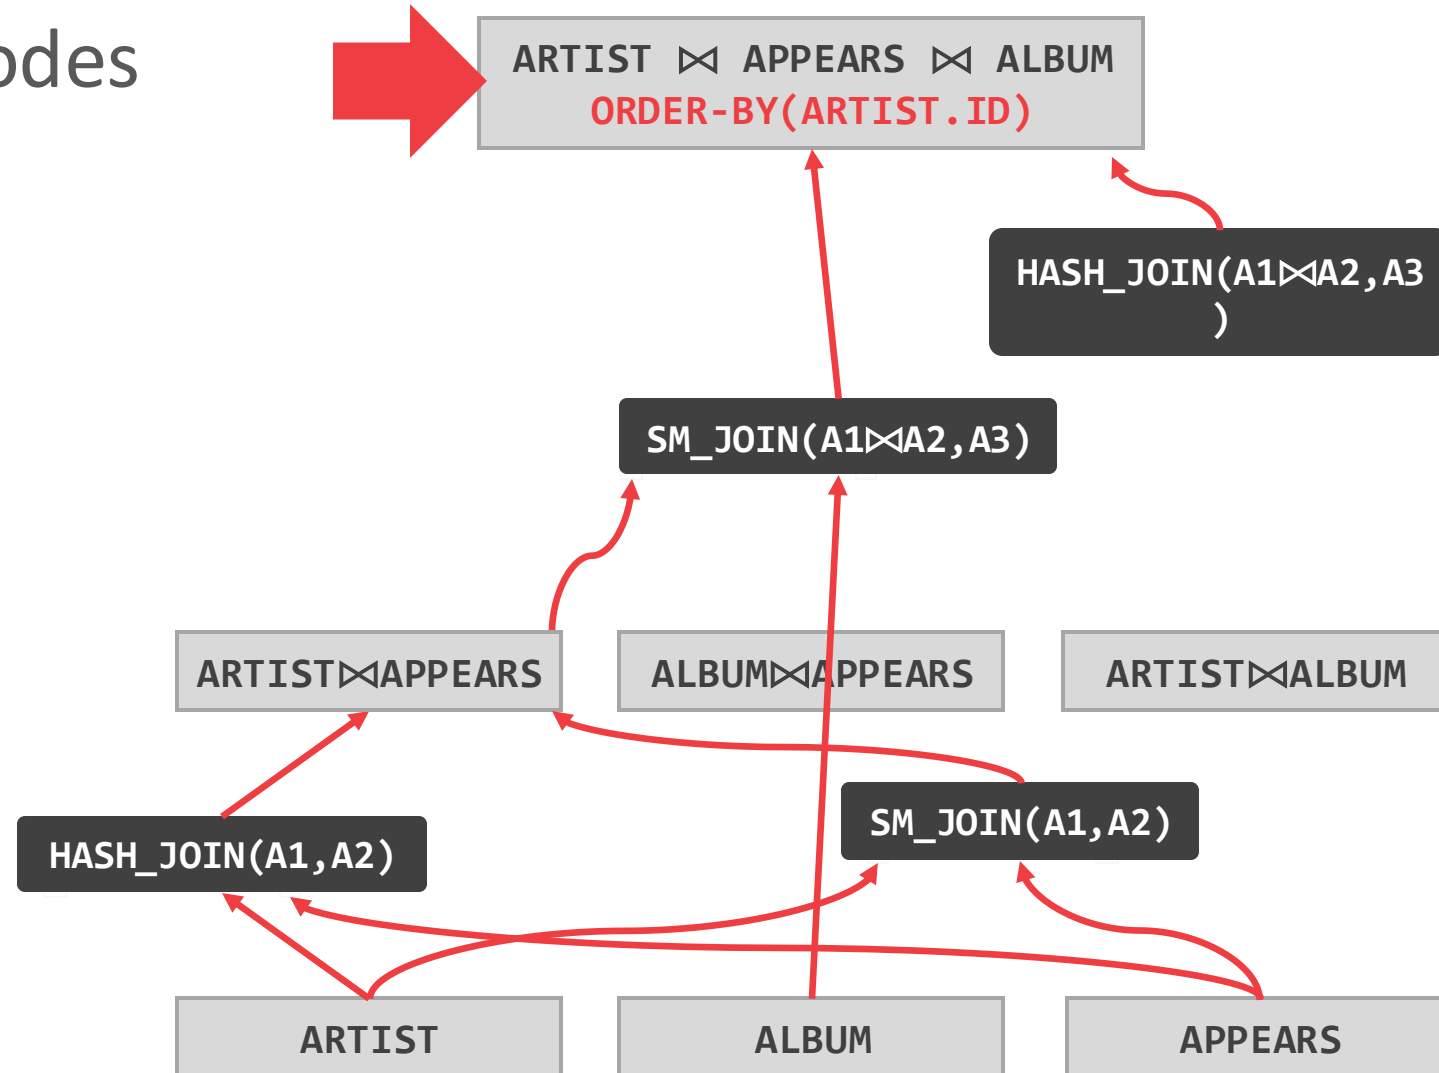 odes
ARTIST ⋈ APPEARS ⋈ ALBUM
ORDER-BY(ARTIST.ID)
HASH_JOIN(A1⋈A2,A3
)
SM_JOIN(A1⋈A2,A3)
ARTIST⋈APPEARS
ALBUM⋈APPEARS
ARTIST⋈ALBUM
SM_JOIN(A1,A2)
HASH_JOIN(A1,A2)
ARTIST
ALBUM
APPEARS